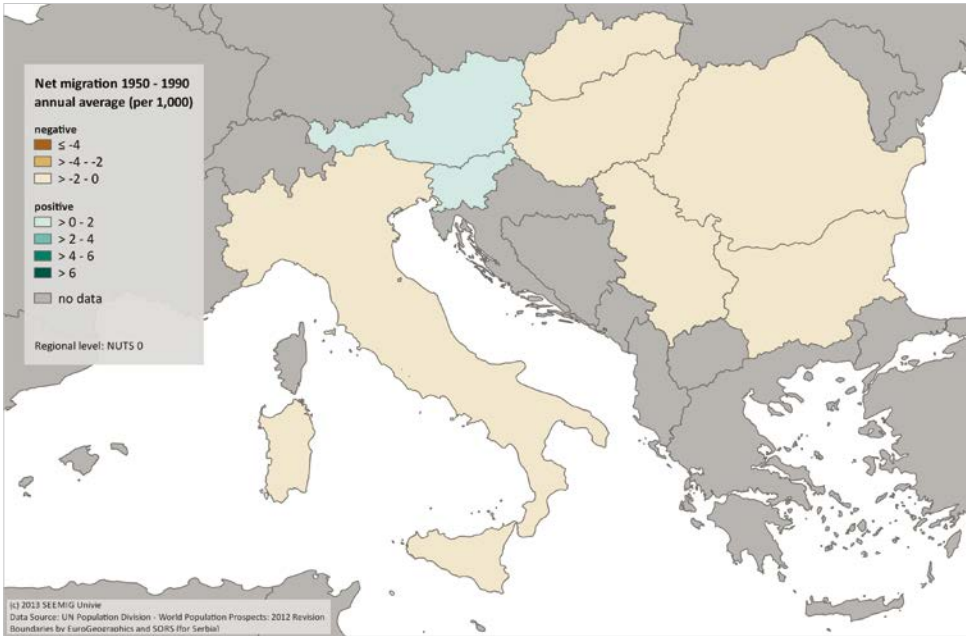 Net migration 1950 - 1990
annual average (per 1,000)
negative
≤ -4
> -4 - -2
> -2 - 0
positive
> 0 - 2
> 2 - 4
> 4 - 6
> 6
no data
Regional level: NUTS 0
(c) 2013 SEEMIG Univie
Data Source: UN Population Division - World Population Prospects: 2012 Revision
Boundaries by EuroGeographics and SORS (for Serbia)